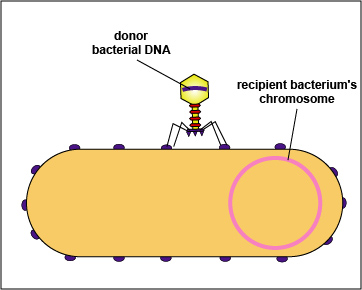 donor
bacterial DNA
recipient bacterium's
chromosome